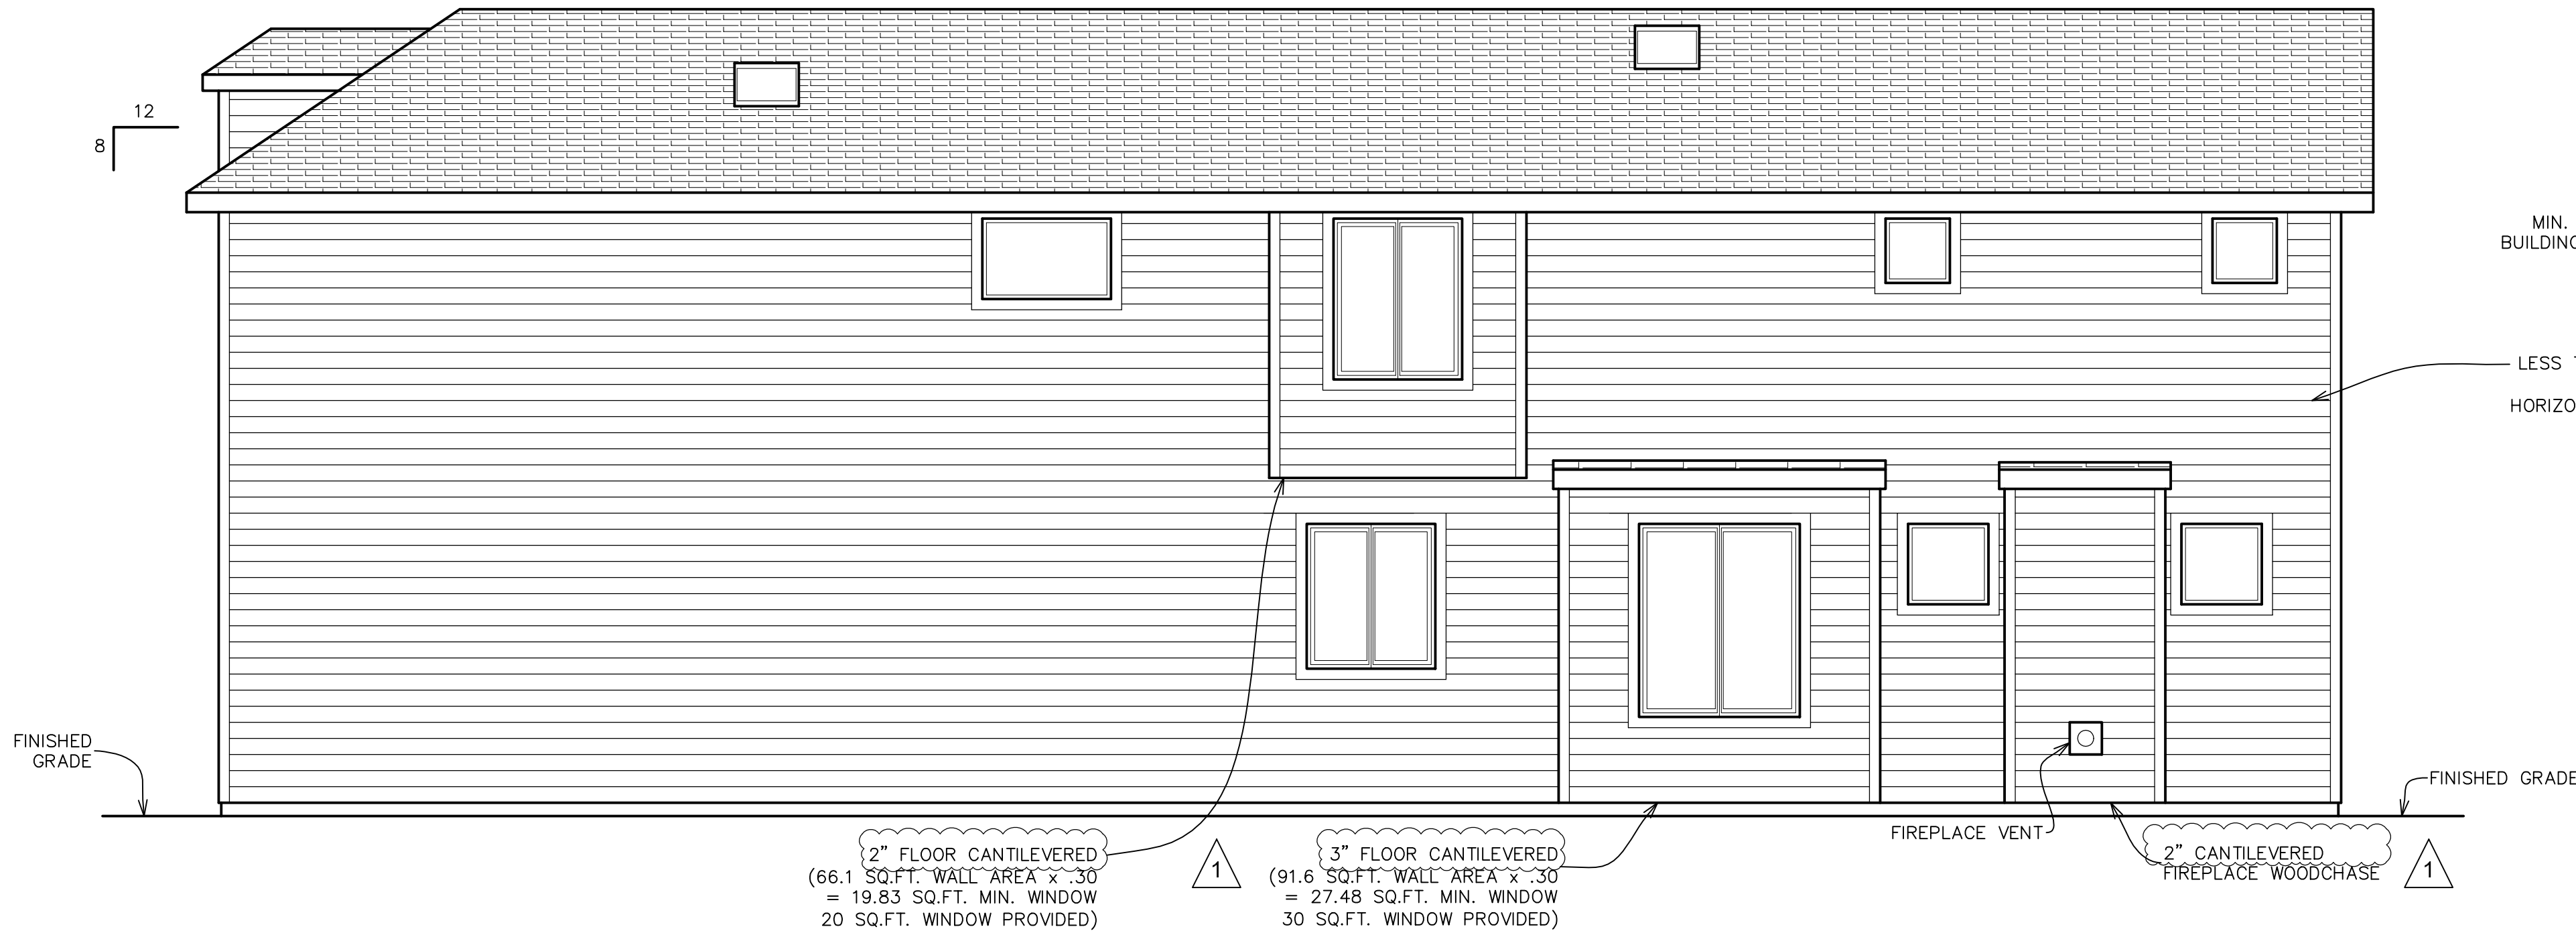 12
8
MIN.
BUILDING
LESS
HORIZO
FINISHED
GRADE
FINISHED GRADE
FIREPLACE VENT
2” FLOOR CANTILEVERED
(66.1 SQ.FT. WALL AREA x .30
= 19.83 SQ.FT. MIN. WINDOW
20 SQ.FT. WINDOW PROVIDED)
1
3” FLOOR CANTILEVERED
(91.6 SQ.FT. WALL AREA x .30
= 27.48 SQ.FT. MIN. WINDOW
30 SQ.FT. WINDOW PROVIDED)
2” CANTILEVERED
FIREPLACE WOODCHASE
1